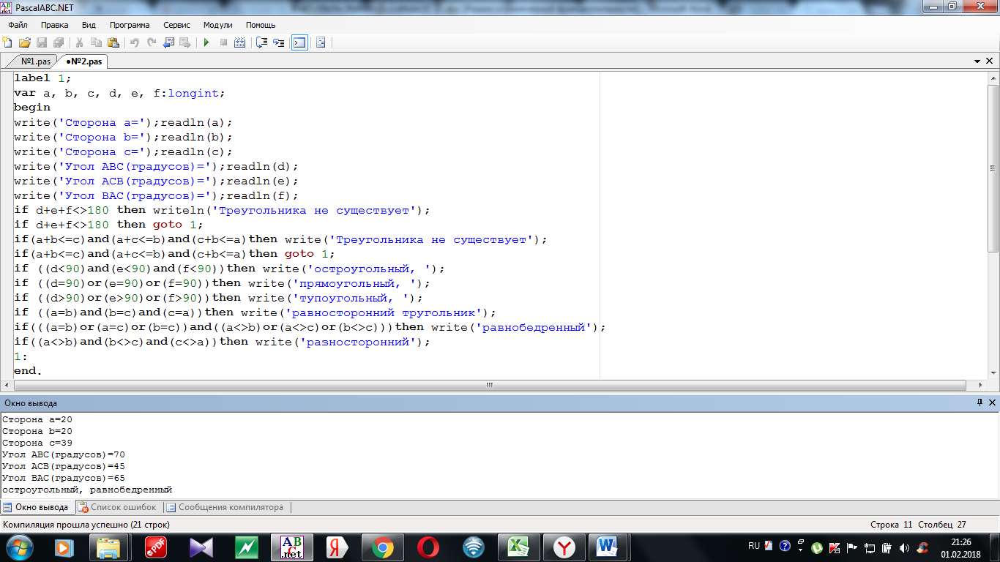 PascalABC.NET
Файл Правка Вид Программа Сервис Модули Помощь
№1.pas •№2.pas
label 1;
var a, b, c, d, e, f:longint;
begin
write('Сторона a=');readln(a);
write('Сторона b=');readln(b);
write('Сторона c=');readln(c);
write('Угол ABC(градусов)=');readln(d);
write('Угол ACB(градусов)=');readln(e);
write('Угол BAC(градусов)=');readln(f);
if d+e+f<>180 then writeln('Треугольника не существует');
if d+e+f<>180 then goto 1;
if(a+b<=c)and(a+c<=b)and(c+b<=a)then write('Треугольника не существует');
if(a+b<=c)and(a+c<=b)and(c+b<=a)then goto 1;
if ((d<90)and(e<90)and(f<90))then write('остроугольный, ');
if ((d=90)or(e=90)or(f=90))then write('прямоугольный, ');
if ((d>90)or(e>90)or(f>90))then write('тупоугольный, ');
if ((a=b)and(b=c)and(c=a))then write('равносторонний тругольник');
if(((a=b)or(a=c)or(b=c))and((a<>b)or(a<>c)or(b<>c)))then write('равнобедренный');
if((a<>b)and(b<>c)and(c<>a))then write('разносторонний');
1:
end.
Окно вывода
Сторона a=20
Сторона b=20
Сторона c=39
Угол ABC(градусов)=70
Угол ACB(градусов)=45
Угол BAC(градусов)=65
остроугольный, равнобедренный
Окно вывода Список ошибок Сообщения компилятора
Компиляция прошла успешно (21 строк) Строка 11 Столбец 27
RU 21:26
01.02.2018